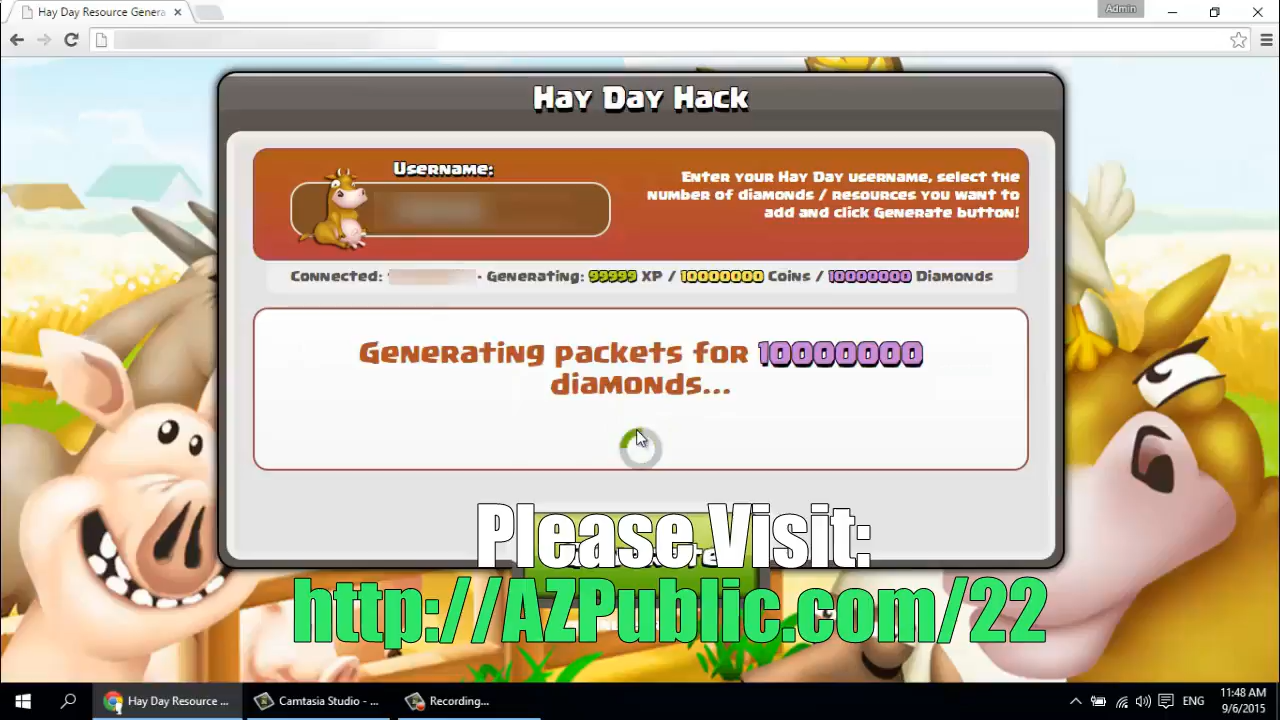 Hay Day Resource Genera
Admin
Hay Day Hack
Username:
Enter your Hay Day username, select the
number of diamonds / resources you want to
add and click Generate button!
Connected:
- Generating: 99999 XP / 10000000 Coins / 10000000 Diamonds
Generating packets for 10000000
diamonds...
Please Visit:
http://AZPublic.com/22
Hay Day Resource ...
Camtasia Studio - ...
Recording...
ENG
11:48 AM
9/6/2015